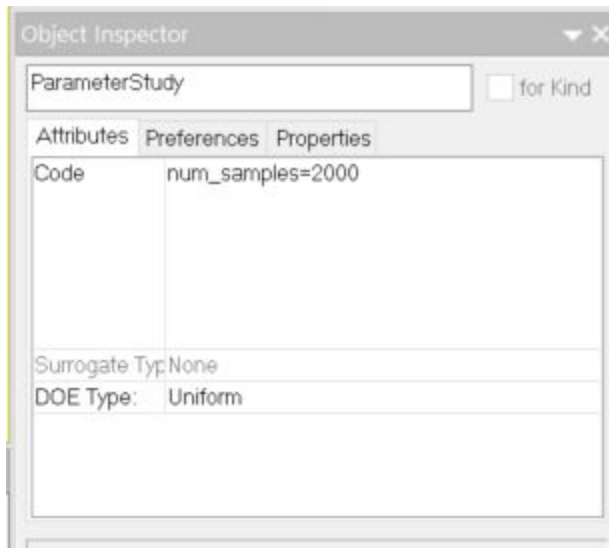 Object Inspector
ParameterStudy
for Kind
Attributes Preferences Properties
Code num_samples=2000
Surrogate Typ None
DOE Type: Uniform